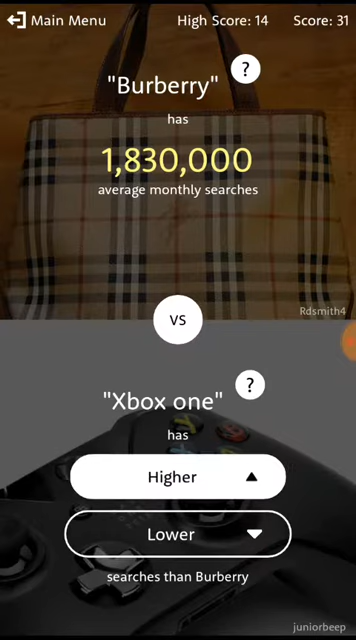 Main Menu High Score: 14 Score: 31
"Burberry" ?
has
1,830,000
average monthly searches
Rdsmith4
VS
"Xbox one" ?
has
Higher
Lower
searches than Burberry
juniorbeep